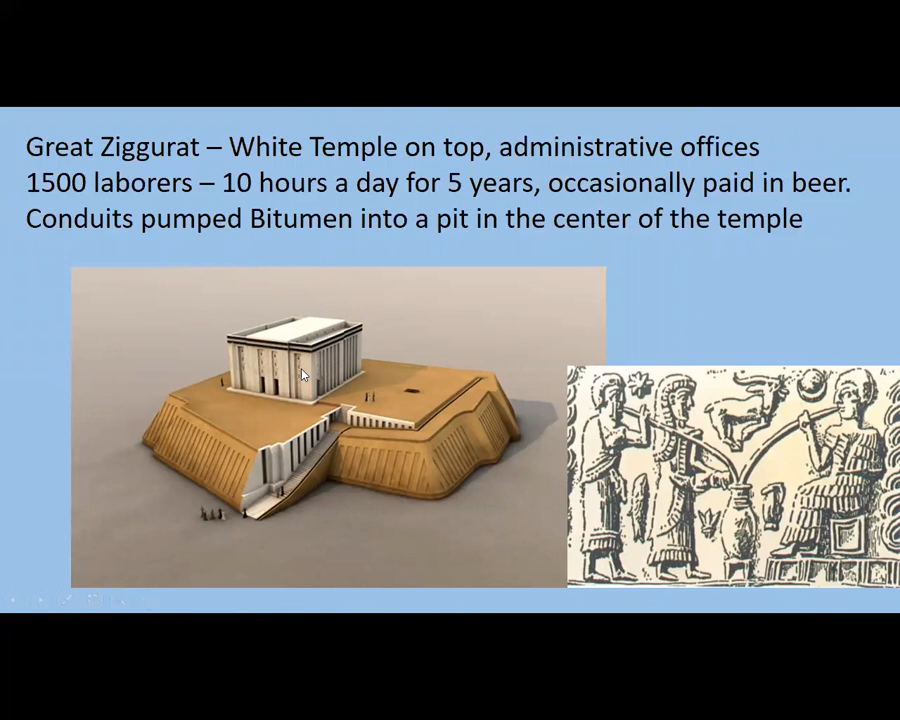 Great Ziggurat – White Temple on top, administrative offices
1500 laborers – 10 hours a day for 5 years, occasionally paid in beer.
Conduits pumped Bitumen into a pit in the center of the temple